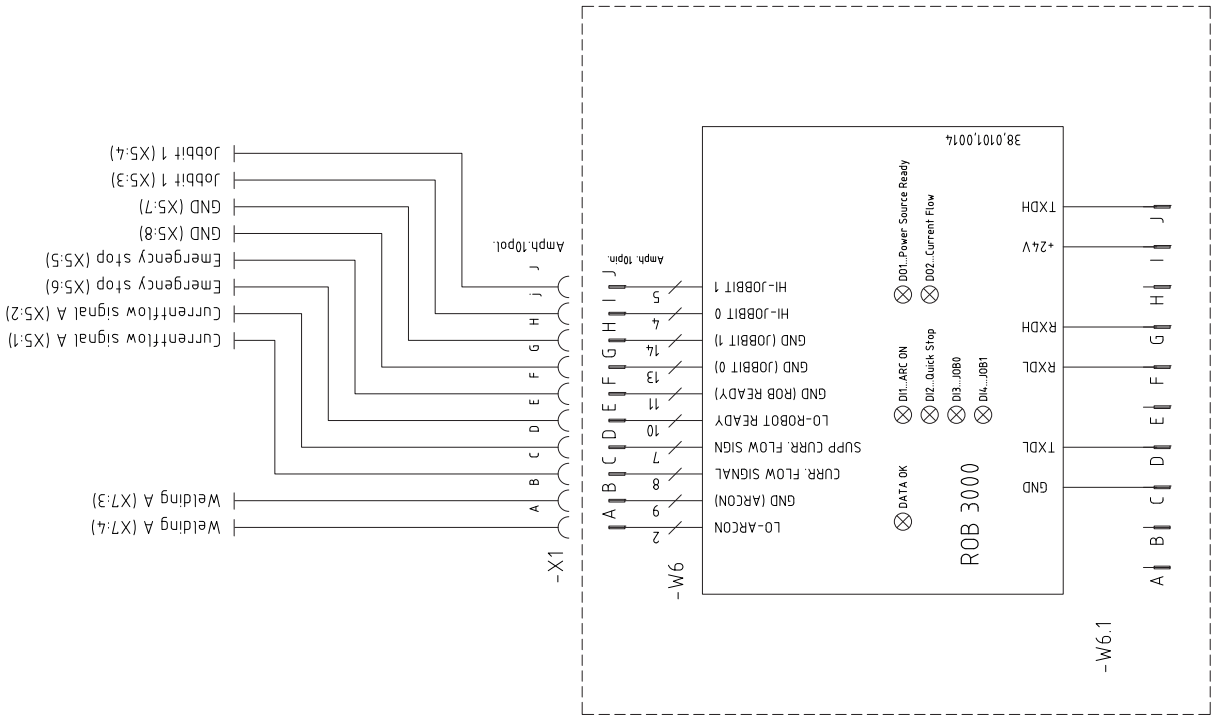 Jobbit 1 (X5:4)
Jobbit 1 (X5:3)
GND (X5:7)
GND (X5:8)
Emergency stop (X5:5)
Emergency stop (X5:6)
Currentflow signal A (X5:2)
Currentflow signal A (X5:1)
Welding A (X7:3)
Welding A (X7:4)
Amph.10pol.
J
j
H
G
F
E
D
C
B
A
-X1
Amph. 10pin.
J
I
H
G
F
E
D
C
B
A
5
4
14
13
11
10
7
8
9
2
-W6
38,0101,0014
HI-JOBBIT 1
HI-JOBBIT 0
GND (JOBBIT 1)
GND (JOBBIT 0)
GND (ROB READY)
LO-ROBOT READY
SUPP CURR. FLOW SIGN
CURR. FLOW SIGNAL
GND (ARCON)
LO-ARCON
DO1...Power Source Ready
DO2...Current Flow
DI1...ARC ON
DI2...Quick Stop
DI3...JOB0
DI4...JOB1
DATA OK
ROB 3000
TXDH
+24V
RXDH
RXDL
TXDL
GND
J
I
H
G
F
E
D
C
B
A
-W6.1